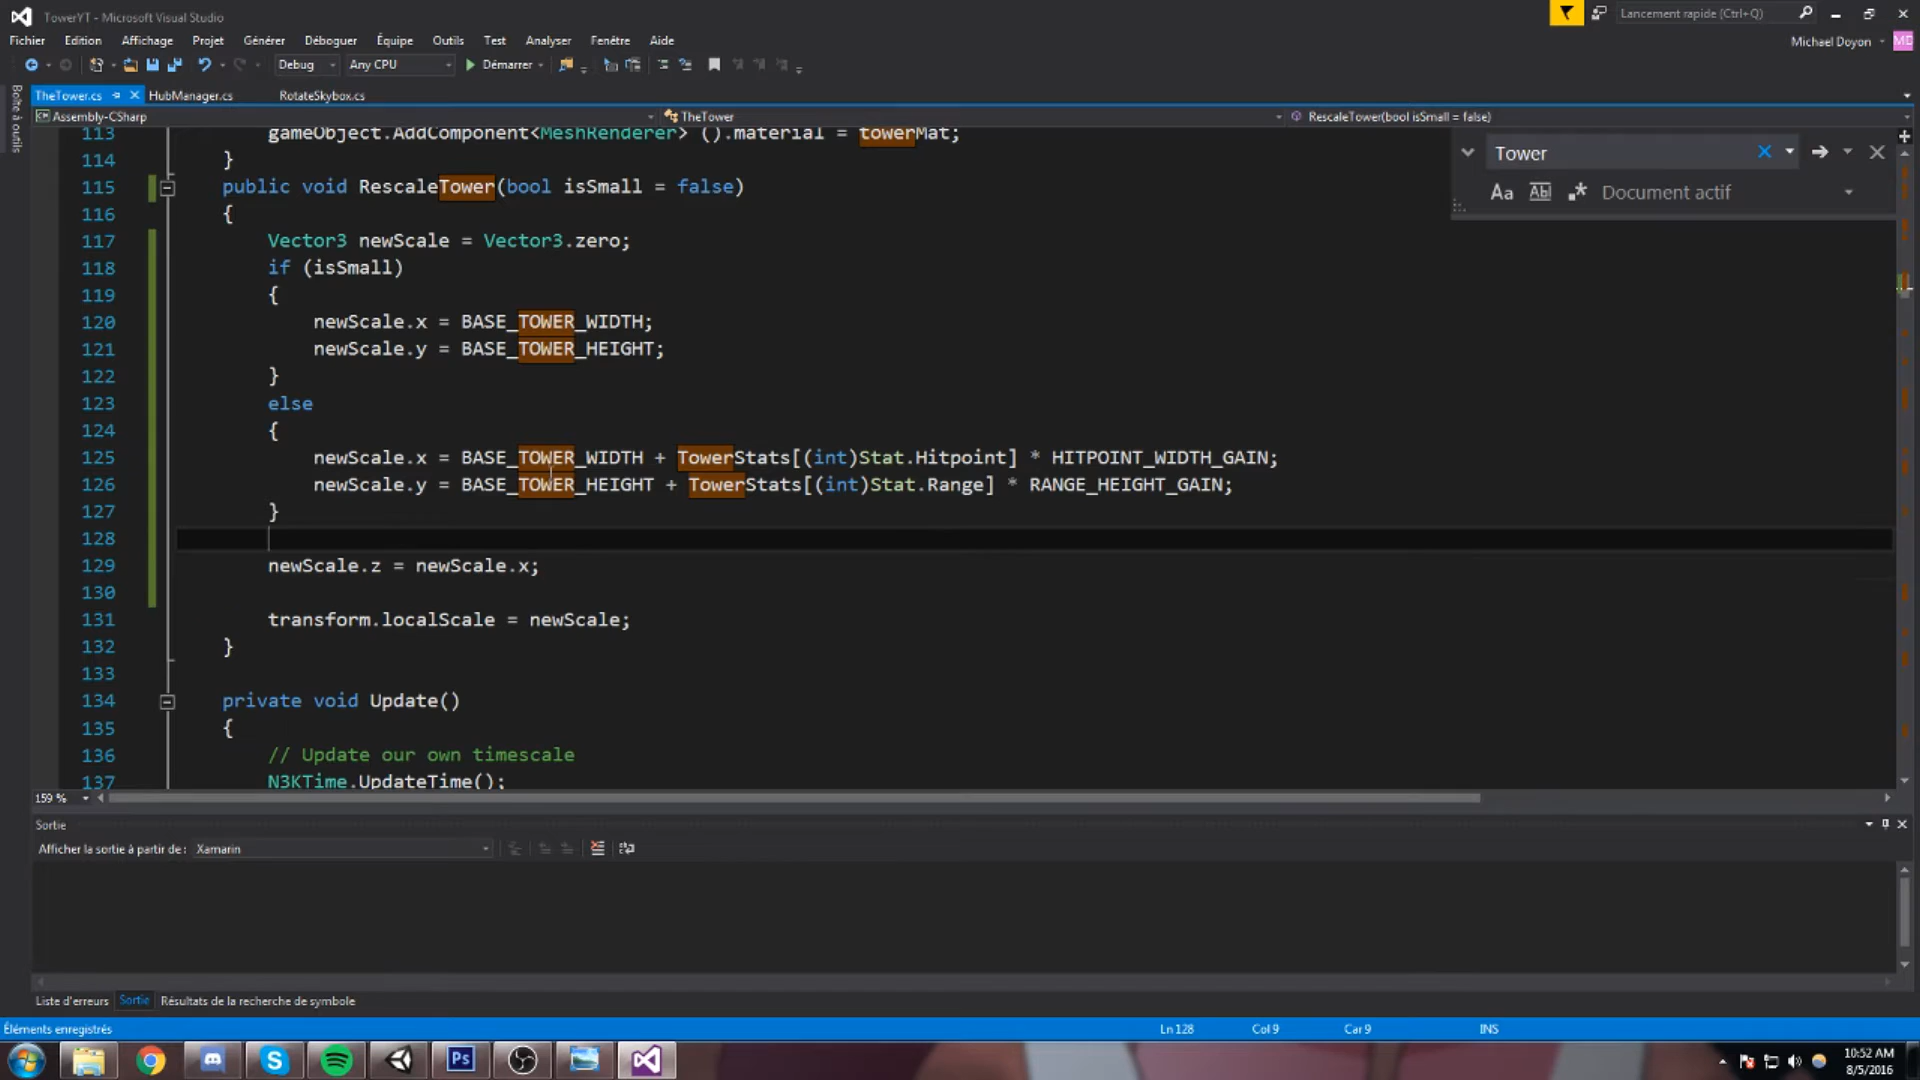 TowerYT - Microsoft Visual Studio
Lancement rapide (Ctrl+Q)
Fichier Edition Affichage Projet Générer Déboguer Équipe Outils Test Analyser Fenêtre Aide
Michael Doyon MD
Debug Any CPU Démarrer
Boîte à outils
TheTower.cs HubManager.cs RotateSkybox.cs
Assembly-CSharp TheTower RescaleTower(bool isSmall = false)
Tower
Aa Abl Document actif
113 gameObject.AddComponent<MeshRenderer> ().material = towerMat;
114 }
115 public void RescaleTower(bool isSmall = false)
116 {
117 Vector3 newScale = Vector3.zero;
118 if (isSmall)
119 {
120 newScale.x = BASE_TOWER_WIDTH;
121 newScale.y = BASE_TOWER_HEIGHT;
122 }
123 else
124 {
125 newScale.x = BASE_TOWER_WIDTH + TowerStats[(int)Stat.Hitpoint] * HITPOINT_WIDTH_GAIN;
126 newScale.y = BASE_TOWER_HEIGHT + TowerStats[(int)Stat.Range] * RANGE_HEIGHT_GAIN;
127 }
128
129 newScale.z = newScale.x;
130
131 transform.localScale = newScale;
132 }
133
134 private void Update()
135 {
136 // Update our own timescale
137 N3KTime.UpdateTime();
159 %
Sortie
Afficher la sortie à partir de : Xamarin
Liste d'erreurs Sortie Résultats de la recherche de symbole
Éléments enregistrés Ln 128 Col 9 Car 9 INS
Ps
10:52 AM
8/5/2016